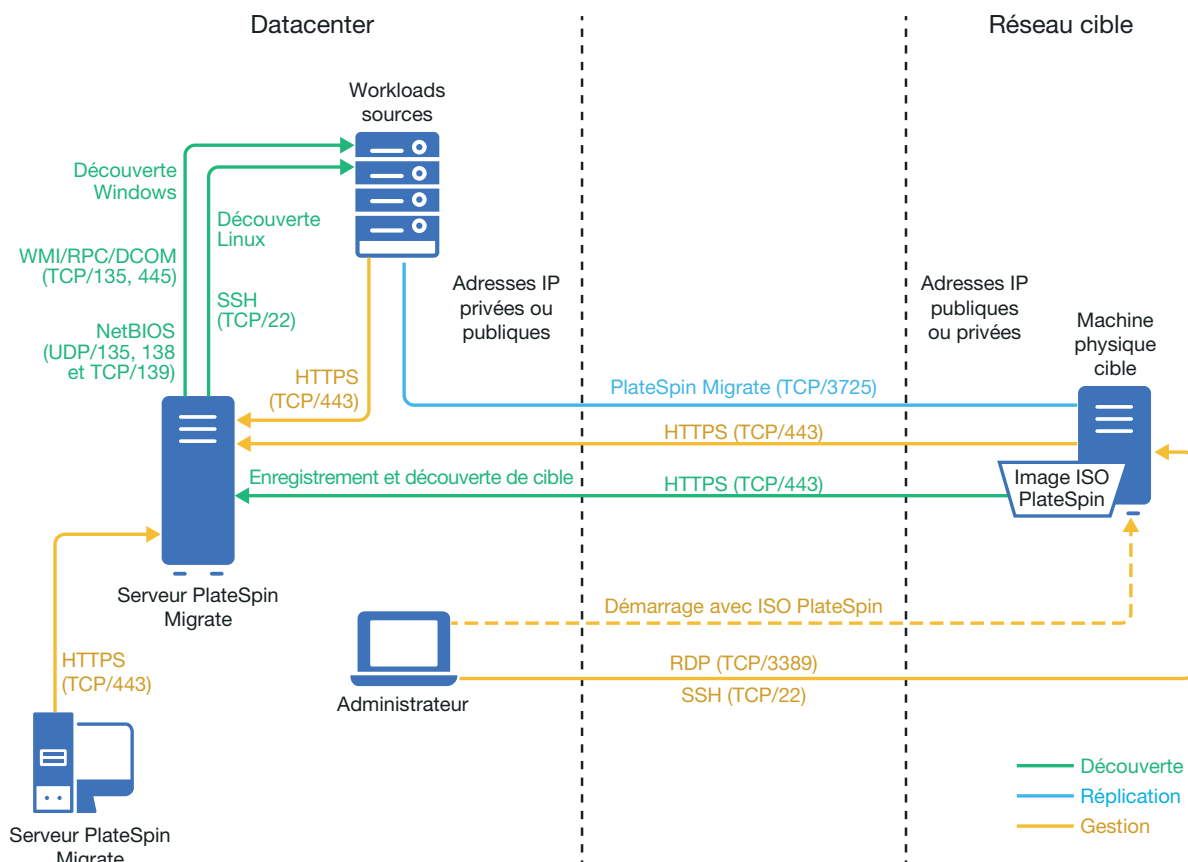 Datacenter
Réseau cible
Workloads
sources
Découverte
Windows
Découverte
Linux
WMI/RPC/DCOM
(TCP/135, 445)
SSH
(TCP/22)
NetBIOS
(UDP/135, 138
et TCP/139)
HTTPS
(TCP/443)
Adresses IP
privées ou
publiques
Adresses IP
publiques
ou privées
Machine
physique
cible
PlateSpin Migrate (TCP/3725)
HTTPS (TCP/443)
Enregistrement et découverte de cible
HTTPS (TCP/443)
Image ISO
PlateSpin
Serveur PlateSpin
Migrate
Démarrage avec ISO PlateSpin
HTTPS
(TCP/443)
RDP (TCP/3389)
SSH (TCP/22)
Administrateur
Découverte
Réplication
Gestion
Serveur PlateSpin
Migrate